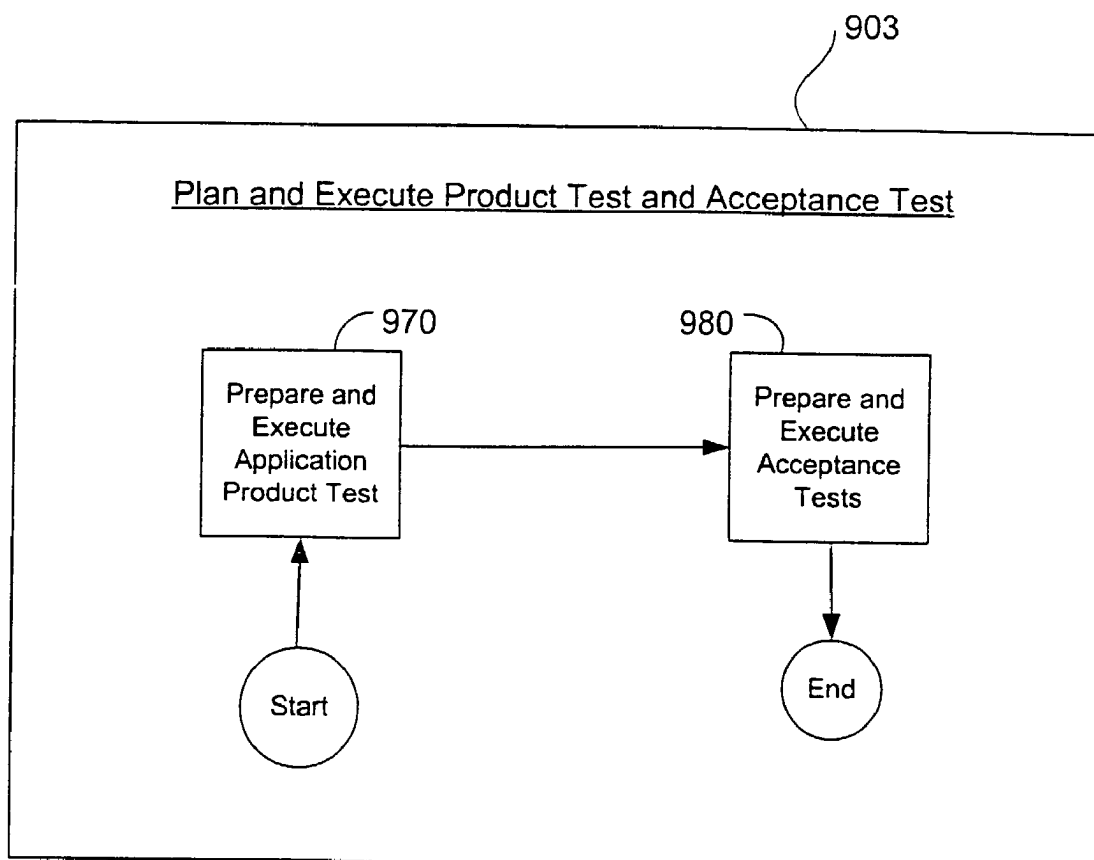 903
Plan and Execute Product Test and Acceptance Test
970
980
Prepare and
Execute
Application
Product Test
Prepare and
Execute
Acceptance
Tests
Start
End